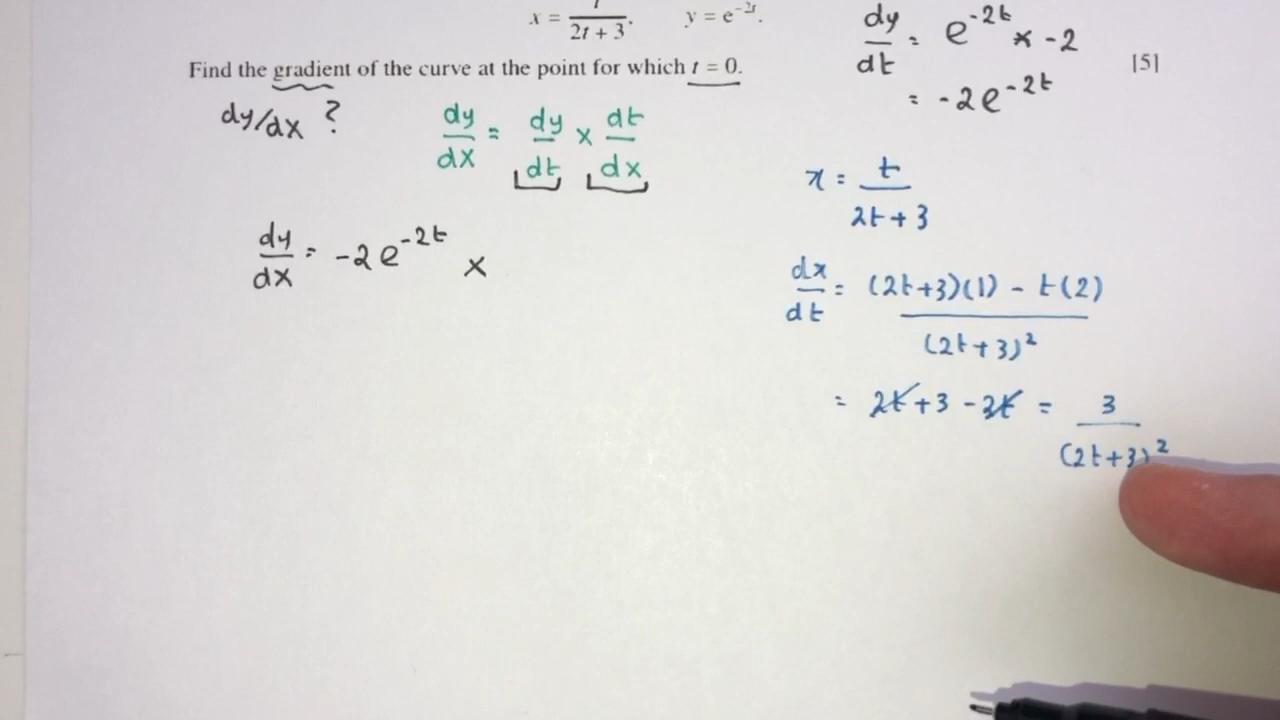 x = t / 2t + 3, y = e^-2t.
Find the gradient of the curve at the point for which t = 0. [5]
dy/dx ?
dy/dx = dy/dt × dt/dx
dy/dx = -2e^-2t ×
dy/dt = e^-2t × -2
= -2e^-2t
x = t / 2t + 3
dx/dt = (2t+3)(1) - t(2) / (2t+3)²
= 2t + 3 - 2t = 3 / (2t+3)²